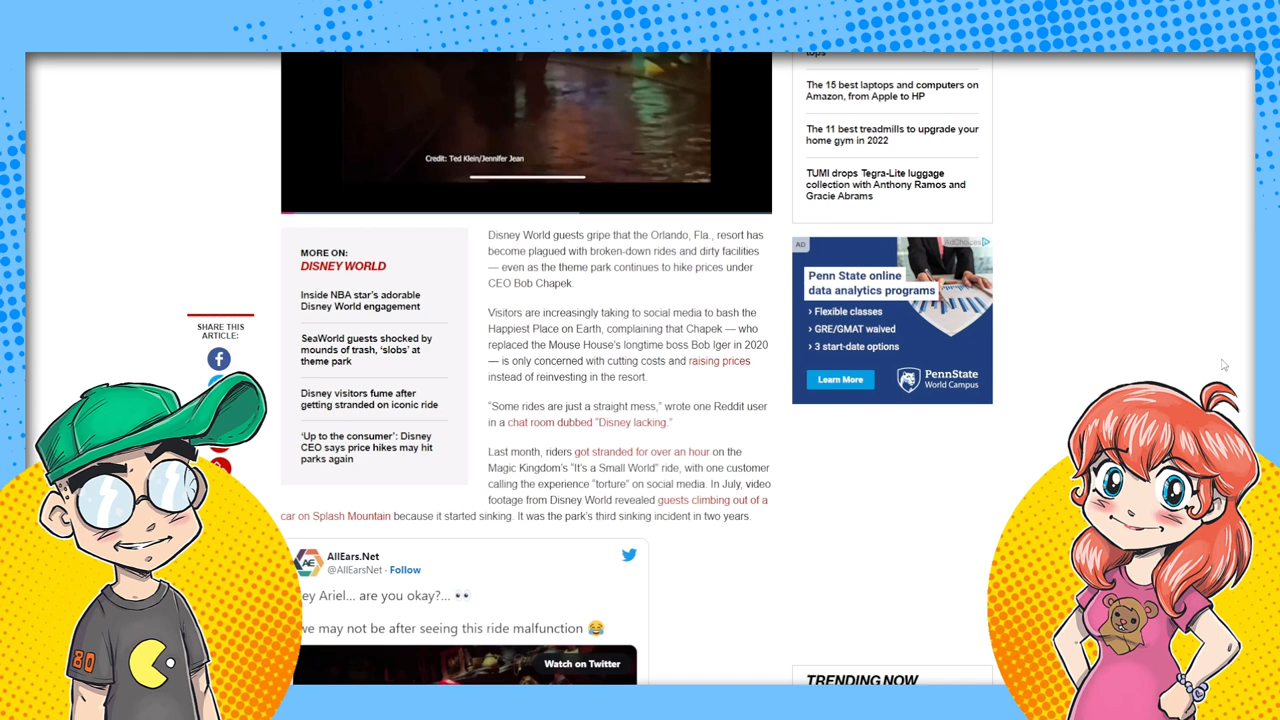 Credit: Ted Klein/Jennifer Jean
Disney World guests gripe that the Orlando, Fla., resort has
become plagued with broken-down rides and dirty facilities
— even as the theme park continues to hike prices under
CEO Bob Chapek.
Visitors are increasingly taking to social media to bash the
Happiest Place on Earth, complaining that Chapek — who
replaced the Mouse House's longtime boss Bob Iger in 2020
— is only concerned with cutting costs and raising prices
instead of reinvesting in the resort.
"Some rides are just a straight mess," wrote one Reddit user
in a chat room dubbed "Disney lacking."
Last month, riders got stranded for over an hour on the
Magic Kingdom's "It's a Small World" ride, with one customer
calling the experience "torture" on social media. In July, video
footage from Disney World revealed guests climbing out of a
car on Splash Mountain because it started sinking. It was the park's third sinking incident in two years.
MORE ON:
DISNEY WORLD
Inside NBA star's adorable
Disney World engagement
SeaWorld guests shocked by
mounds of trash, 'slobs' at
theme park
Disney visitors fume after
getting stranded on iconic ride
'Up to the consumer': Disney
CEO says price hikes may hit
parks again
SHARE THIS
ARTICLE:
AE
AllEars.Net
@AllEarsNet · Follow
ey Ariel... are you okay?... 👀
we may not be after seeing this ride malfunction 😂
Watch on Twitter
tops
The 15 best laptops and computers on
Amazon, from Apple to HP
The 11 best treadmills to upgrade your
home gym in 2022
TUMI drops Tegra-Lite luggage
collection with Anthony Ramos and
Gracie Abrams
AD
AdChoices
Penn State online
data analytics programs
› Flexible classes
› GRE/GMAT waived
› 3 start-date options
Learn More
PennState
World Campus
TRENDING NOW
80